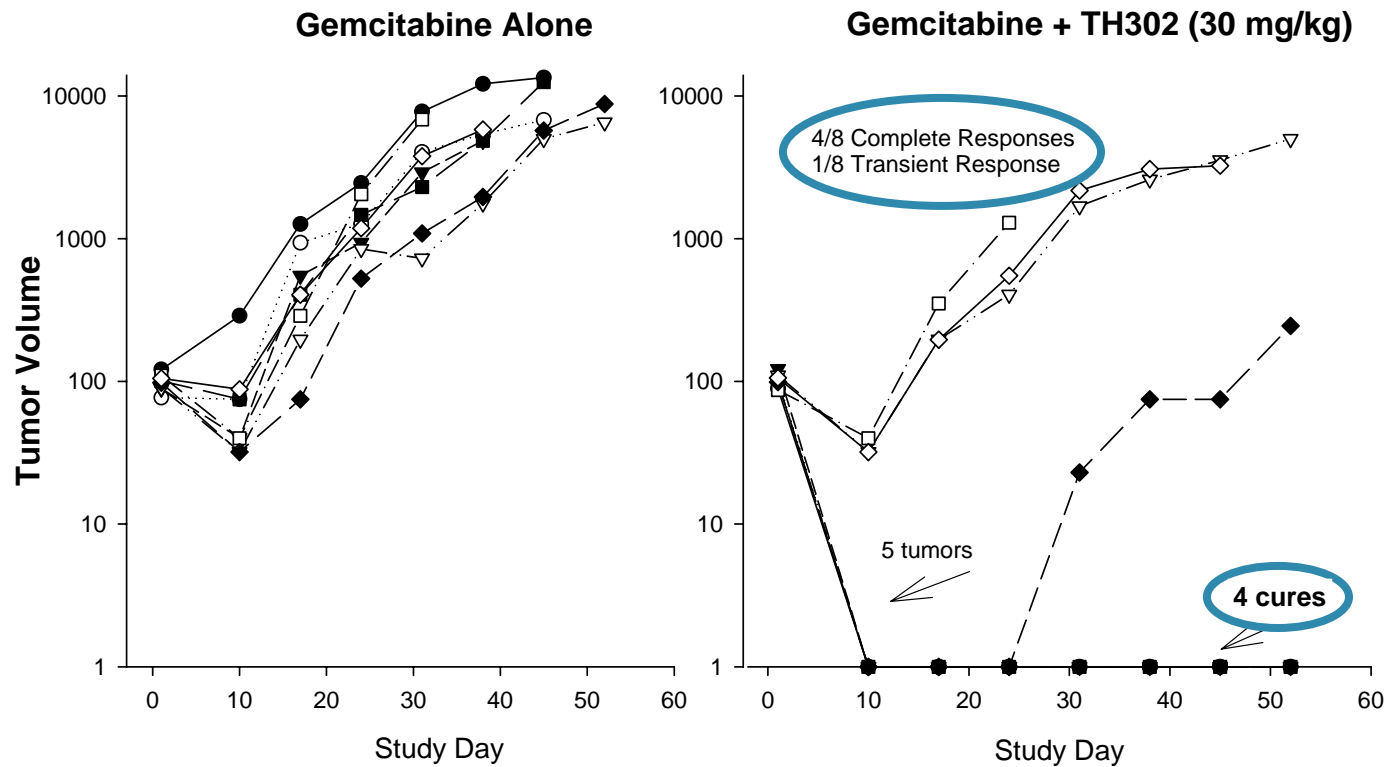 Gemcitabine Alone
Gemcitabine + TH302 (30 mg/kg)
Tumor Volume
10000
1000
100
10
1
0
10
20
30
40
50
60
Study Day
10000
1000
100
10
1
4/8 Complete Responses
1/8 Transient Response
5 tumors
4 cures
0
10
20
30
40
50
60
Study Day